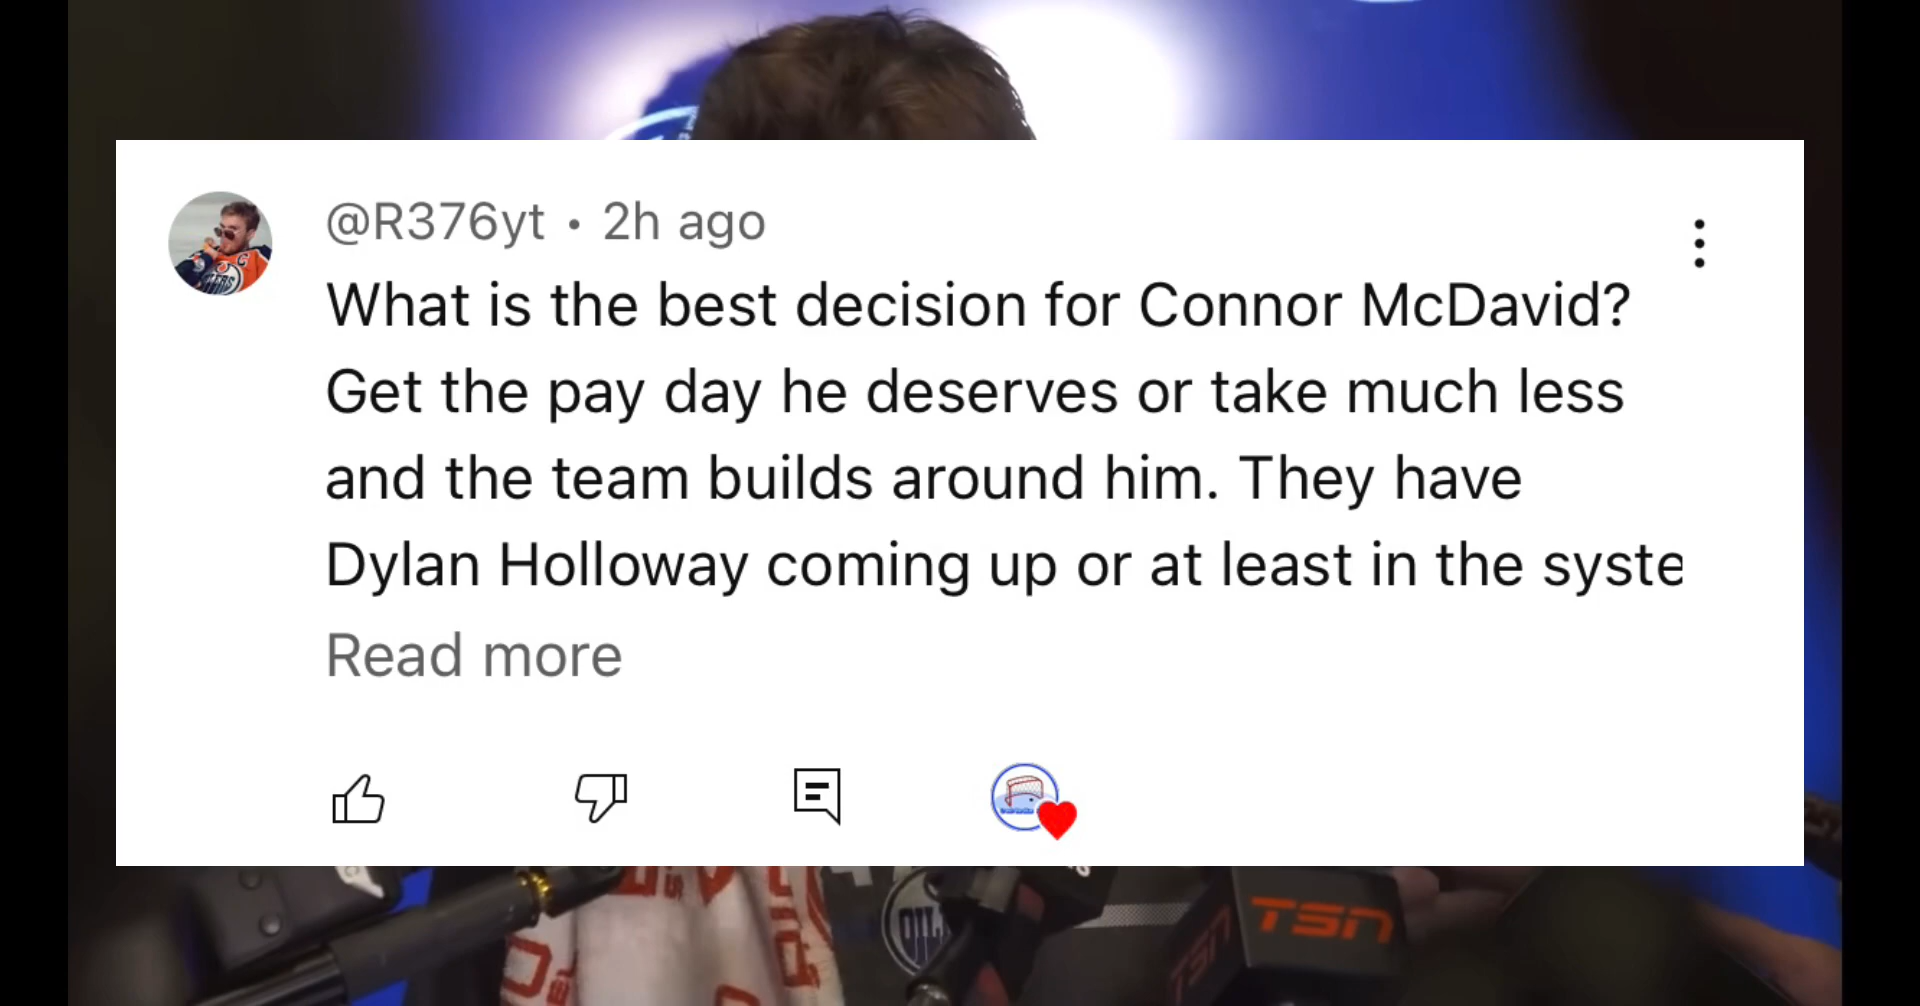 @R376yt • 2h ago
What is the best decision for Connor McDavid?
Get the pay day he deserves or take much less
and the team builds around him. They have
Dylan Holloway coming up or at least in the syste
Read more
TSN
TSN